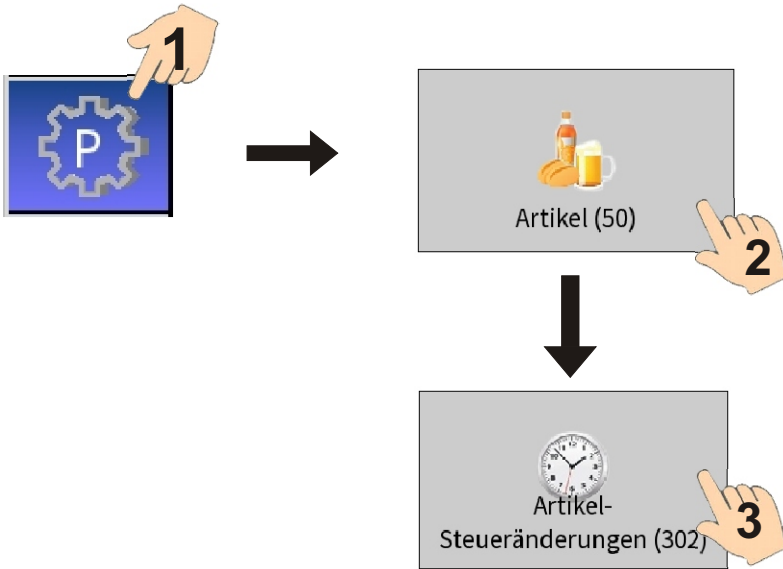 1
P
Artikel (50)
2
Artikel-
Steueränderungen (302)
3